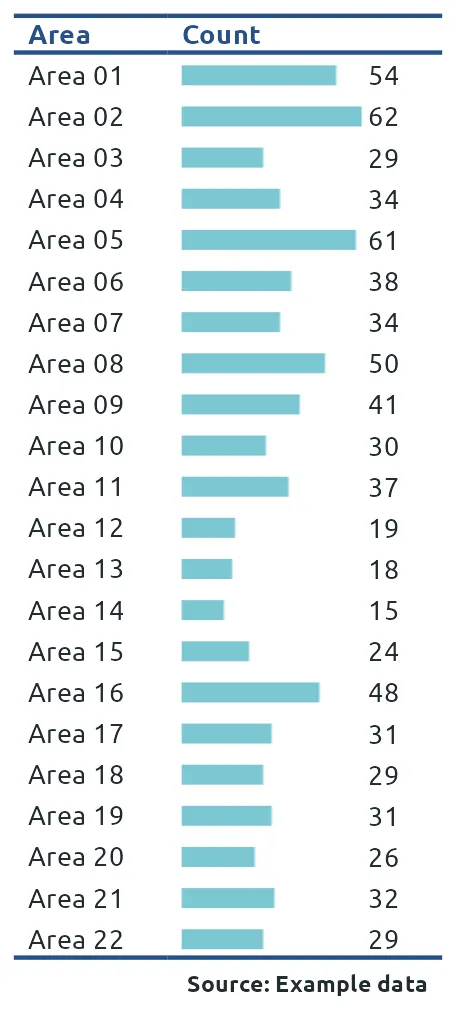 Area Count
Area 01 54
Area 02 62
Area 03 29
Area 04 34
Area 05 61
Area 06 38
Area 07 34
Area 08 50
Area 09 41
Area 10 30
Area 11 37
Area 12 19
Area 13 18
Area 14 15
Area 15 24
Area 16 48
Area 17 31
Area 18 29
Area 19 31
Area 20 26
Area 21 32
Area 22 29
Source: Example data